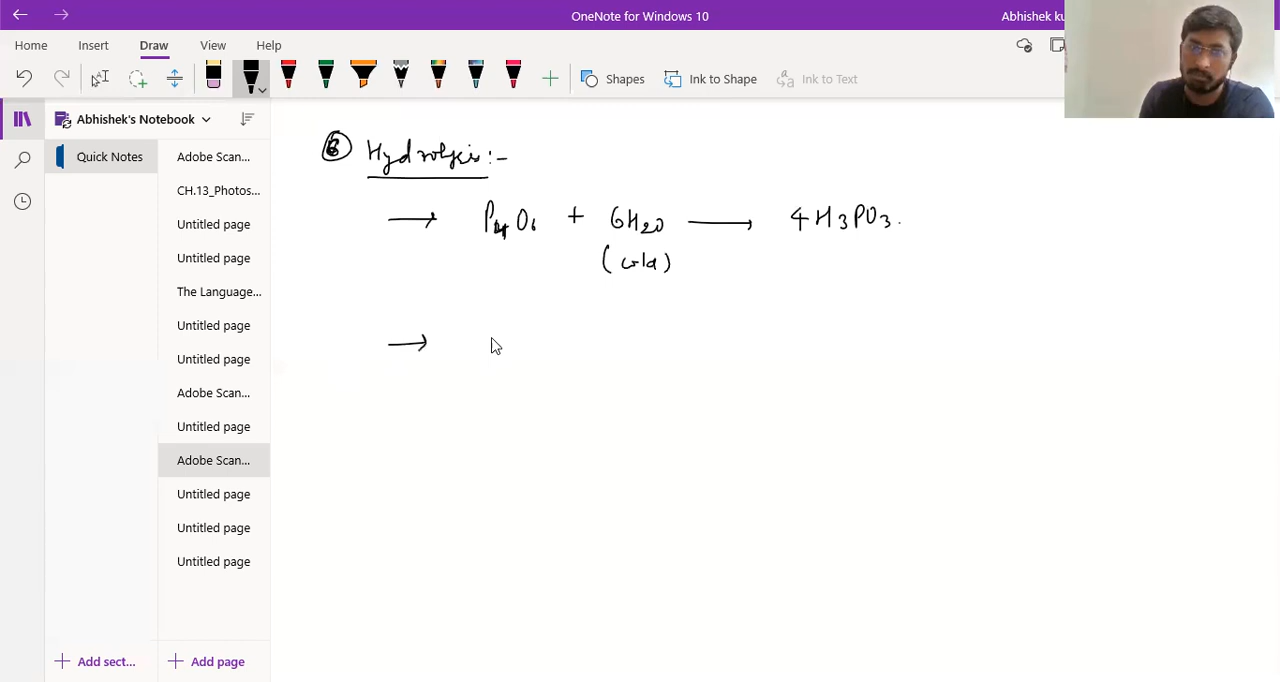 OneNote for Windows 10
Abhishek ku
Home Insert Draw View Help
Shapes Ink to Shape Ink to Text
Abhishek's Notebook
Quick Notes
Adobe Scan...
CH.13_Photos...
Untitled page
Untitled page
The Language...
Untitled page
Untitled page
Adobe Scan...
Untitled page
Adobe Scan...
Untitled page
Untitled page
Untitled page
Add sect... Add page
⑥ Hydrolysis:-
→ P₄O₆ + 6H₂O → 4H₃PO₃.
(cold)
→